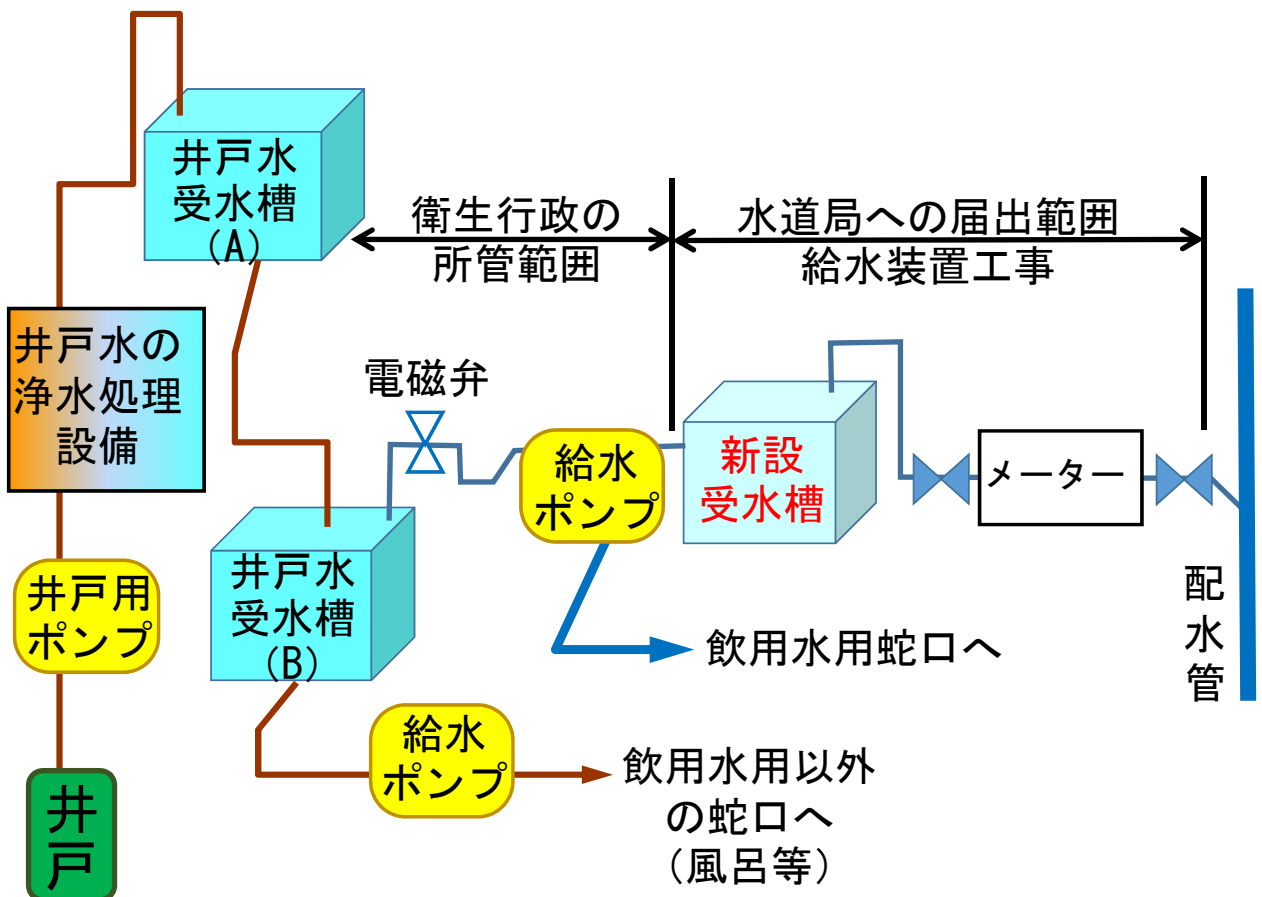 井戸水
受水槽
(A)
衛生行政の
所管範囲
水道局への届出範囲
給水装置工事
井戸水の
浄水処理
設備
電磁弁
給水
ポンプ
新設
受水槽
メーター
井戸用
ポンプ
井戸水
受水槽
(B)
飲用水用蛇口へ
配
水
管
給水
ポンプ
飲用水用以外
の蛇口へ
(風呂等)
井
戸